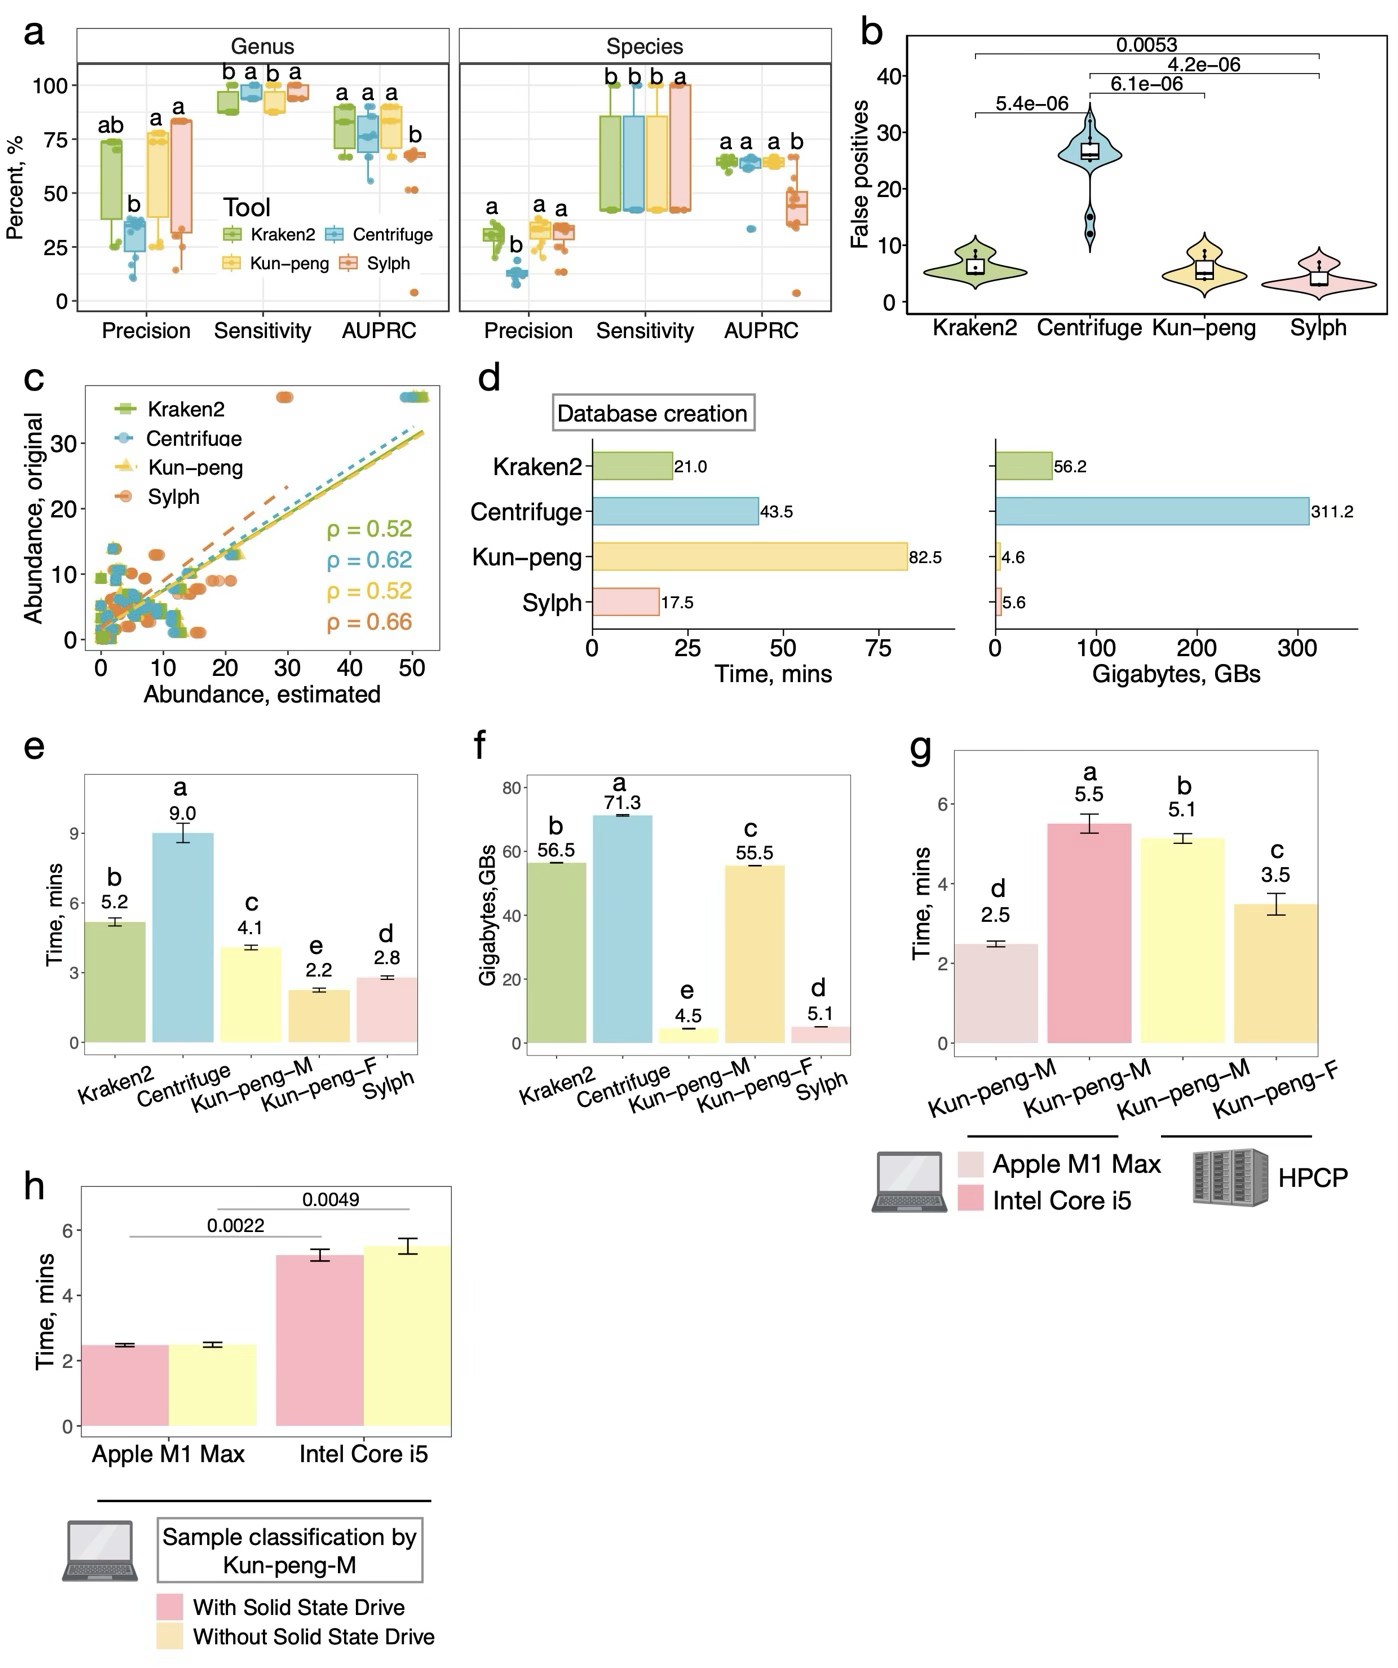 a
Genus
Species
Percent, %
100
75
50
25
0
b a b a
a a a
ab
a
a
b
b
Tool
Kraken2
Centrifuge
Kun–peng
Sylph
b b b a
a a a b
a
a a
b
Precision
Sensitivity
AUPRC
Precision
Sensitivity
AUPRC
b
False positives
40
30
20
10
0
0.0053
4.2e−06
6.1e−06
5.4e−06
Kraken2
Centrifuge
Kun–peng
Sylph
c
Abundance, original
30
20
10
0
Kraken2
Centrifuge
Kun–peng
Sylph
ρ = 0.52
ρ = 0.62
ρ = 0.52
ρ = 0.66
0 10 20 30 40 50
Abundance, estimated
d
Database creation
Kraken2
21.0
56.2
Centrifuge
43.5
311.2
Kun–peng
82.5
4.6
Sylph
17.5
5.6
0 25 50 75
Time, mins
0 100 200 300
Gigabytes, GBs
e
Time, mins
9
6
3
0
b
5.2
a
9.0
c
4.1
e
2.2
d
2.8
Kraken2
Centrifuge
Kun–peng–M
Kun–peng–F
Sylph
f
Gigabytes,GBs
80
60
40
20
0
b
56.5
a
71.3
e
4.5
c
55.5
d
5.1
Kraken2
Centrifuge
Kun–peng–M
Kun–peng–F
Sylph
g
Time, mins
6
4
2
0
d
2.5
a
5.5
b
5.1
c
3.5
Kun-peng-M
Kun-peng-M
Kun–peng–M
Kun–peng–F
Apple M1 Max
Intel Core i5
HPCP
h
Time, mins
6
4
2
0
0.0049
0.0022
Apple M1 Max
Intel Core i5
Sample classification by
Kun-peng-M
With Solid State Drive
Without Solid State Drive